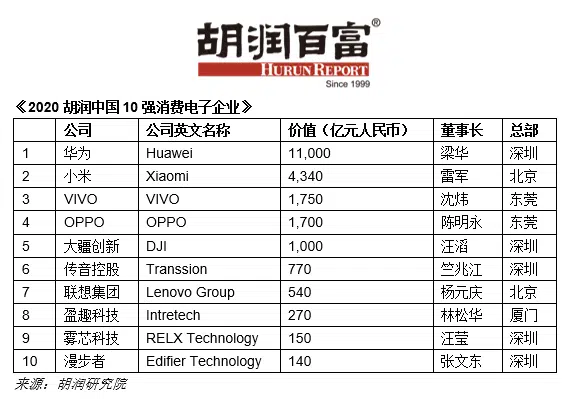 胡润百富®
HURUN REPORT
Since 1999
《2020 胡润中国 10 强消费电子企业》
公司 公司英文名称 价值（亿元人民币） 董事长 总部
1 华为 Huawei 11,000 梁华 深圳
2 小米 Xiaomi 4,340 雷军 北京
3 VIVO VIVO 1,750 沈炜 东莞
4 OPPO OPPO 1,700 陈明永 东莞
5 大疆创新 DJI 1,000 汪滔 深圳
6 传音控股 Transsion 770 竺兆江 深圳
7 联想集团 Lenovo Group 540 杨元庆 北京
8 盈趣科技 Intretech 270 林松华 厦门
9 雾芯科技 RELX Technology 150 汪莹 深圳
10 漫步者 Edifier Technology 140 张文东 深圳
来源：胡润研究院